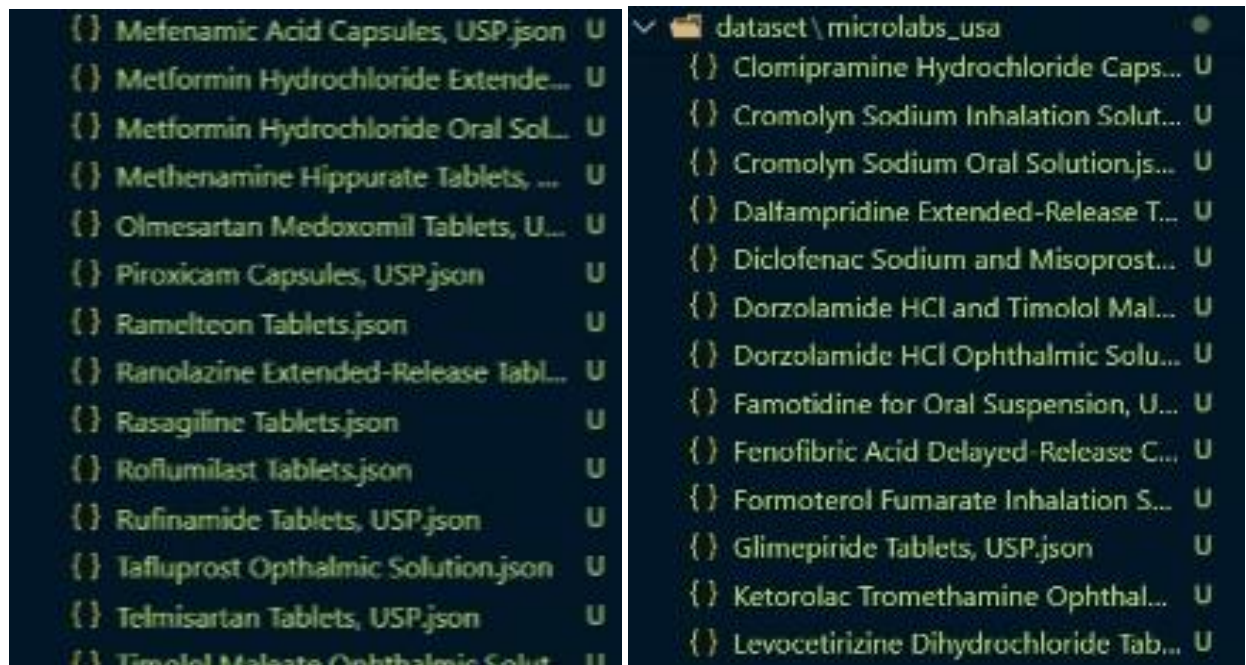 {} Mefenamic Acid Capsules, USP.json U
{} Metformin Hydrochloride Extende... U
{} Metformin Hydrochloride Oral Sol... U
{} Methenamine Hippurate Tablets, ... U
{} Olmesartan Medoxomil Tablets, U... U
{} Piroxicam Capsules, USP.json U
{} Ramelteon Tablets.json U
{} Ranolazine Extended-Release Tabl... U
{} Rasagiline Tablets.json U
{} Roflumilast Tablets.json U
{} Rufinamide Tablets, USP.json U
{} Tafluprost Opthalmic Solution.json U
{} Telmisartan Tablets, USP.json U
{} Timolol Maleate Ophthalmic Solut... U
dataset\microlabs_usa
{} Clomipramine Hydrochloride Caps... U
{} Cromolyn Sodium Inhalation Solut... U
{} Cromolyn Sodium Oral Solution.js... U
{} Dalfampridine Extended-Release T... U
{} Diclofenac Sodium and Misoprost... U
{} Dorzolamide HCl and Timolol Mal... U
{} Dorzolamide HCl Ophthalmic Solu... U
{} Famotidine for Oral Suspension, U... U
{} Fenofibric Acid Delayed-Release C... U
{} Formoterol Fumarate Inhalation S... U
{} Glimepiride Tablets, USP.json U
{} Ketorolac Tromethamine Ophthal... U
{} Levocetirizine Dihydrochloride Tab... U